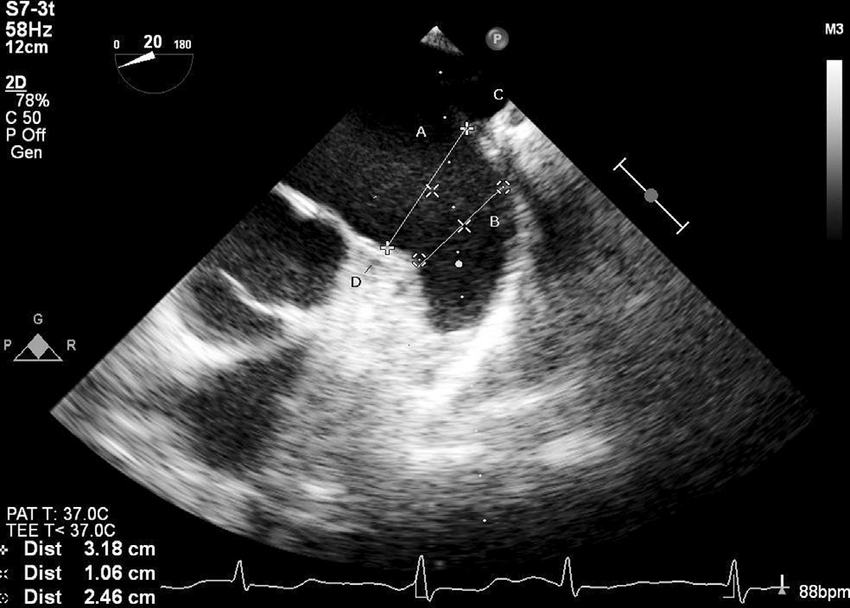 S7-3t
58Hz
12cm
0 20 180
P
M3
2D
78%
C 50
P Off
Gen
C
A
B
D
G
P R
PAT T: 37.0C
TEE T< 37.0C
Dist 3.18 cm
Dist 1.06 cm
Dist 2.46 cm
88bpm